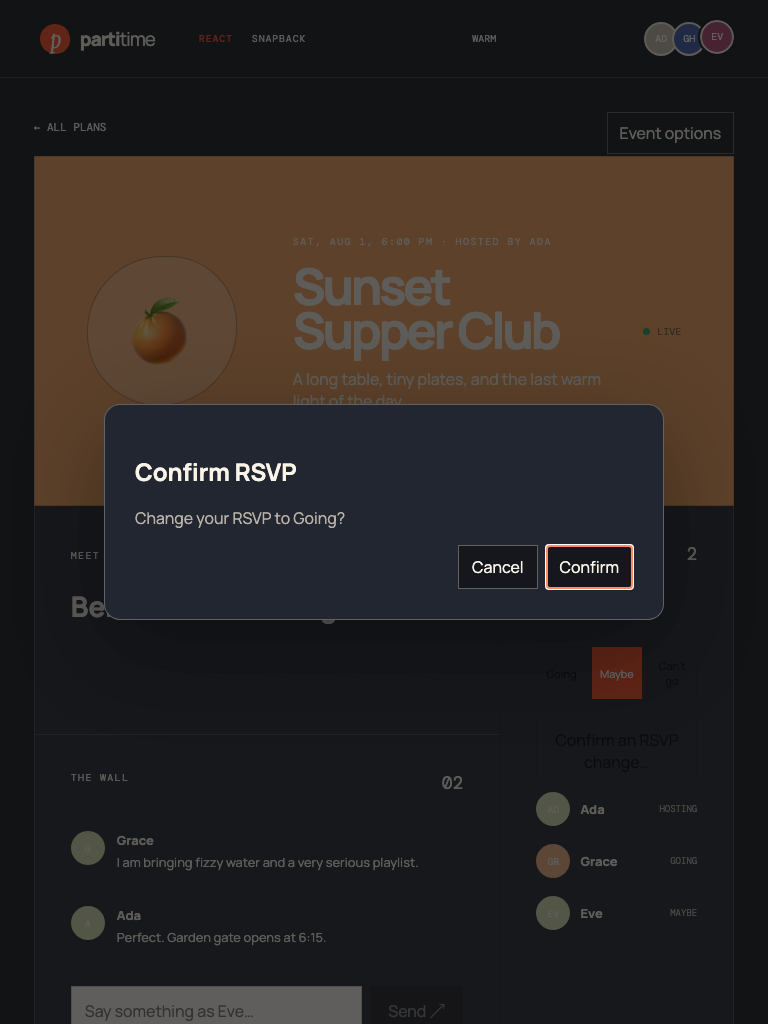 p partitime REACT SNAPBACK WARM AD GH EV
← ALL PLANS
Event options
SAT, AUG 1, 6:00 PM · HOSTED BY ADA
Sunset
Supper Club
LIVE
A long table, tiny plates, and the last warm
light of the day.
Confirm RSVP
Change your RSVP to Going?
Cancel Confirm
MEET
2
Be
Going Maybe Can't
go
Confirm an RSVP
change…
THE WALL 02
Grace
I am bringing fizzy water and a very serious playlist.
Ada
Perfect. Garden gate opens at 6:15.
Say something as Eve…
Send ↗
AD Ada HOSTING
GR Grace GOING
EV Eve MAYBE